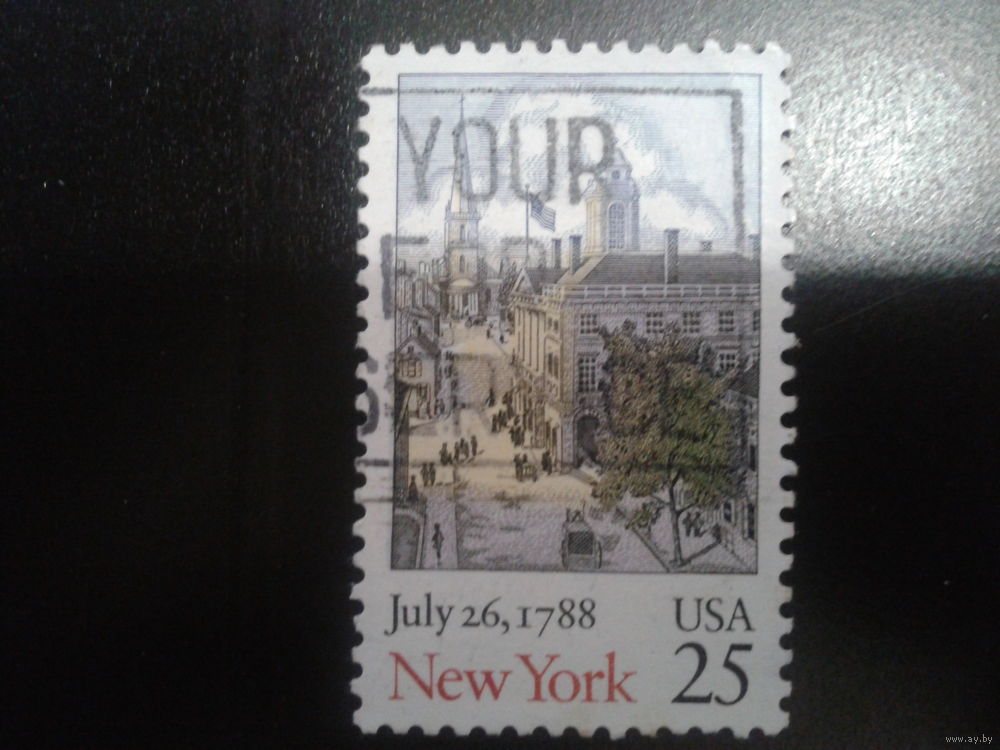 YOUR
July 26, 1788
USA
New York
25
www.ay.by